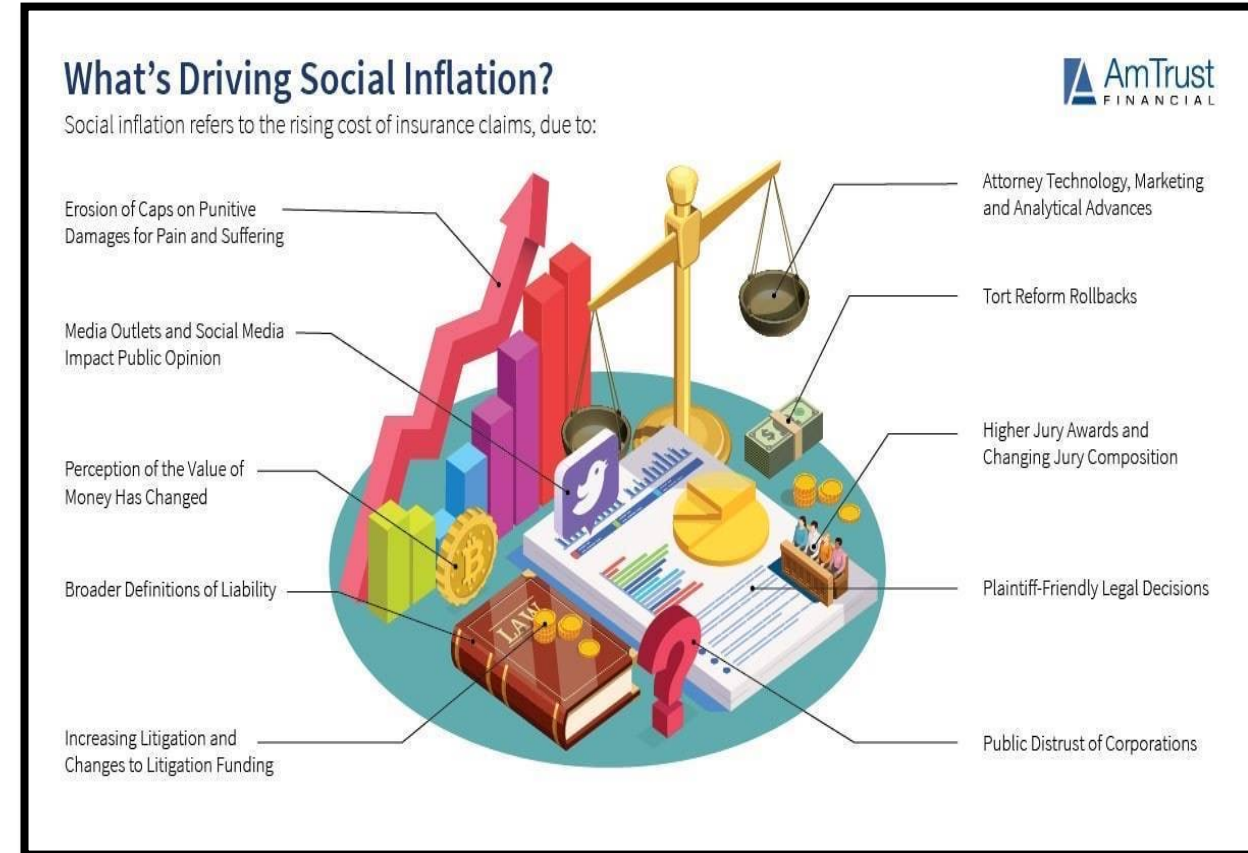 What's Driving Social Inflation?
AmTrust
FINANCIAL
Social inflation refers to the rising cost of insurance claims, due to:
Erosion of Caps on Punitive
Damages for Pain and Suffering
Media Outlets and Social Media
Impact Public Opinion
Perception of the Value of
Money Has Changed
Broader Definitions of Liability
Increasing Litigation and
Changes to Litigation Funding
Attorney Technology, Marketing
and Analytical Advances
Tort Reform Rollbacks
Higher Jury Awards and
Changing Jury Composition
Plaintiff-Friendly Legal Decisions
Public Distrust of Corporations
LAW